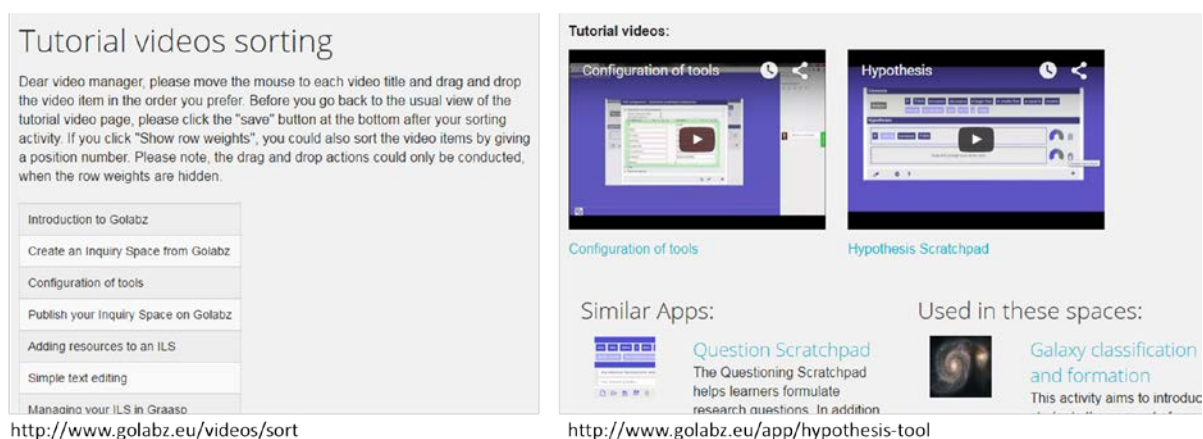 Tutorial videos sorting
Dear video manager, please move the mouse to each video title and drag and drop
the video item in the order you prefer. Before you go back to the usual view of the
tutorial video page, please click the "save" button at the bottom after your sorting
activity. If you click "Show row weights", you could also sort the video items by giving
a position number. Please note, the drag and drop actions could only be conducted,
when the row weights are hidden.
Introduction to Golabz
Create an Inquiry Space from Golabz
Configuration of tools
Publish your Inquiry Space on Golabz
Adding resources to an ILS
Simple text editing
Managing your ILS in Graasp
http://www.golabz.eu/videos/sort
Tutorial videos:
Configuration of tools
Hypothesis
Configuration of tools
Hypothesis Scratchpad
Similar Apps:
Question Scratchpad
The Questioning Scratchpad
helps learners formulate
research questions. In addition
Used in these spaces:
Galaxy classification
and formation
This activity aims to introduc
http://www.golabz.eu/app/hypothesis-tool